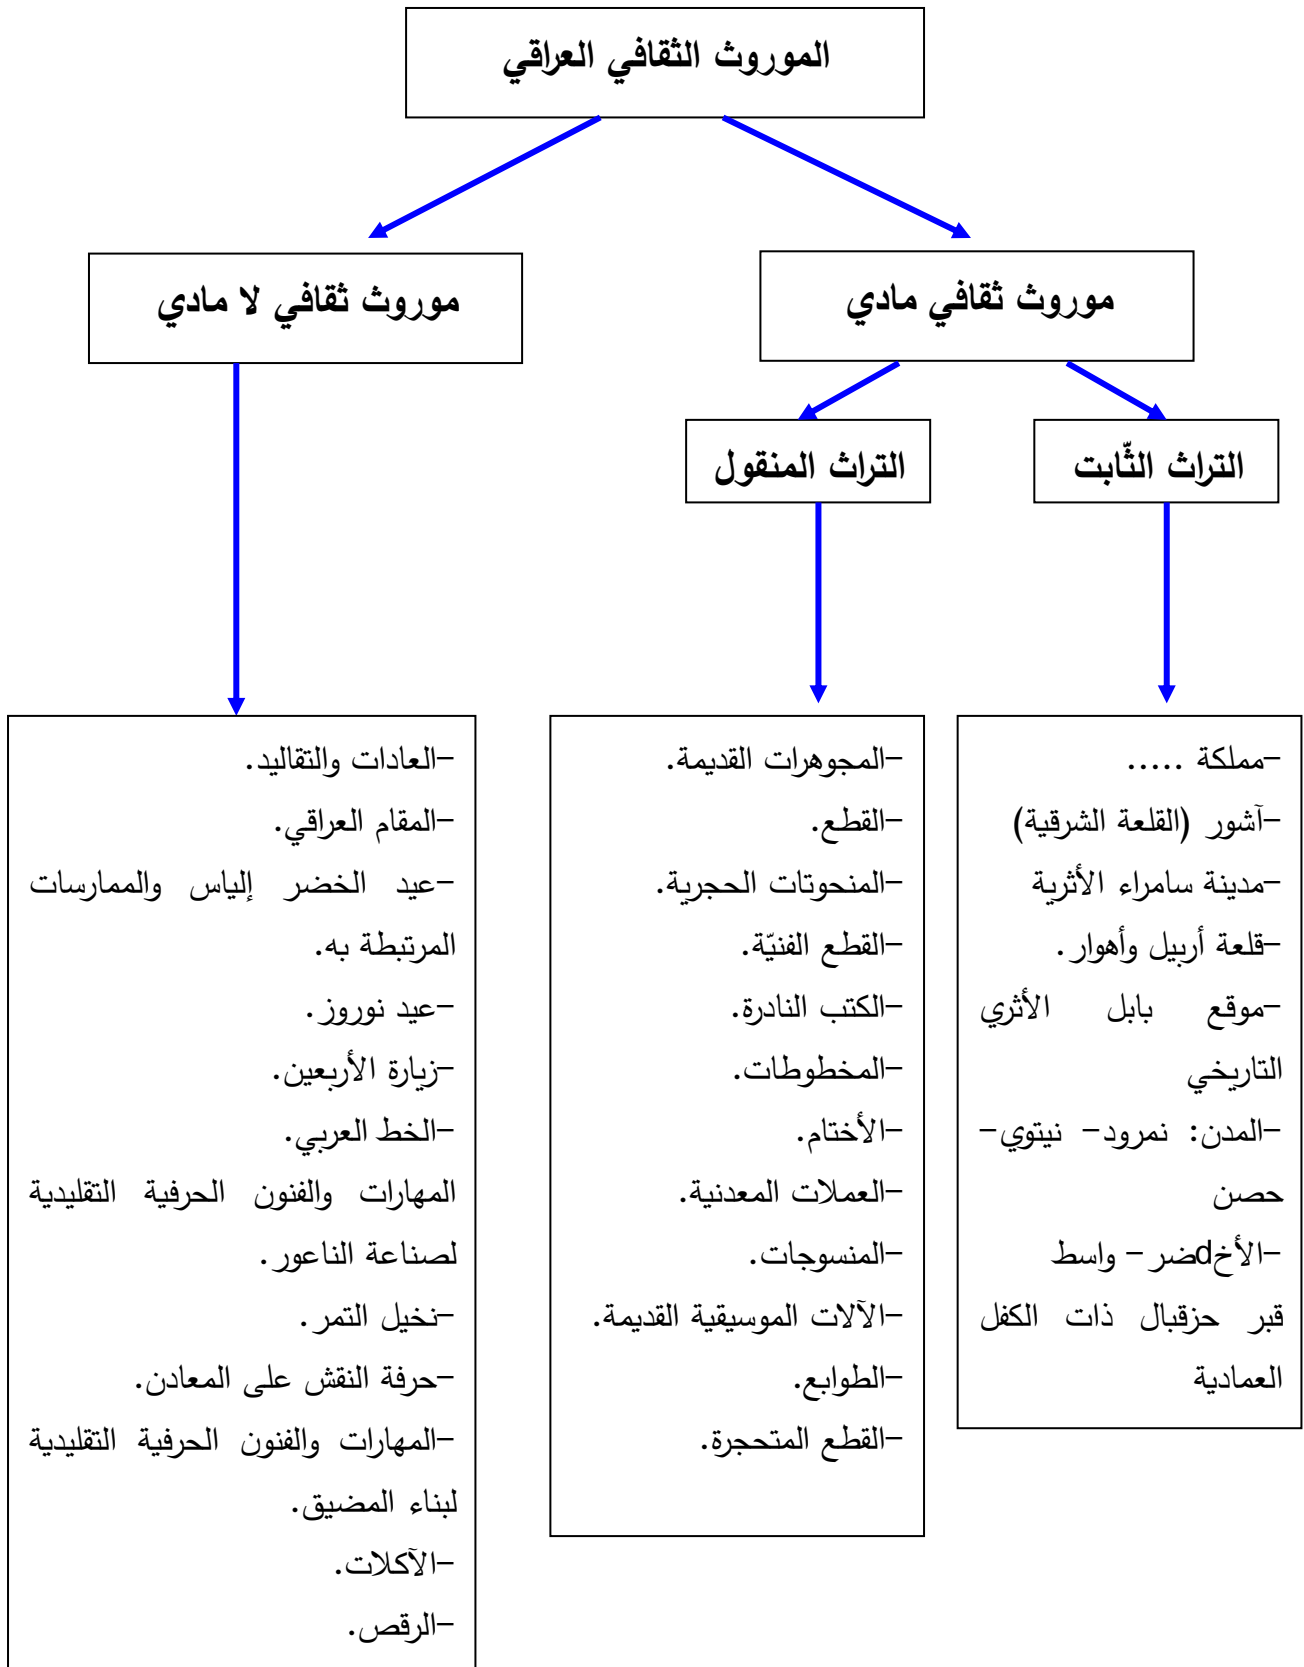 الموروث الثقافي العراقي
موروث ثقافي مادي
موروث ثقافي لا مادي
التراث الثّابت
التراث المنقول
-مملكة .....
-آشور (القلعة الشرقية)
-مدينة سامراء الأثرية
-قلعة أربيل وأهوار.
-موقع بابل الأثري
التاريخي
-المدن: نمرود- نيتوي-
حصن
-الأخdضر- واسط
قبر حزقبال ذات الكفل
العمادية
-المجوهرات القديمة.
-القطع.
-المنحوتات الحجرية.
-القطع الفنيّة.
-الكتب النادرة.
-المخطوطات.
-الأختام.
-العملات المعدنية.
-المنسوجات.
-الآلات الموسيقية القديمة.
-الطوابع.
-القطع المتحجرة.
-العادات والتقاليد.
-المقام العراقي.
-عيد الخضر إلياس والممارسات
المرتبطة به.
-عيد نوروز.
-زيارة الأربعين.
-الخط العربي.
المهارات والفنون الحرفية التقليدية
لصناعة الناعور.
-نخيل التمر.
-حرفة النقش على المعادن.
-المهارات والفنون الحرفية التقليدية
لبناء المضيق.
-الآكلات.
-الرقص.